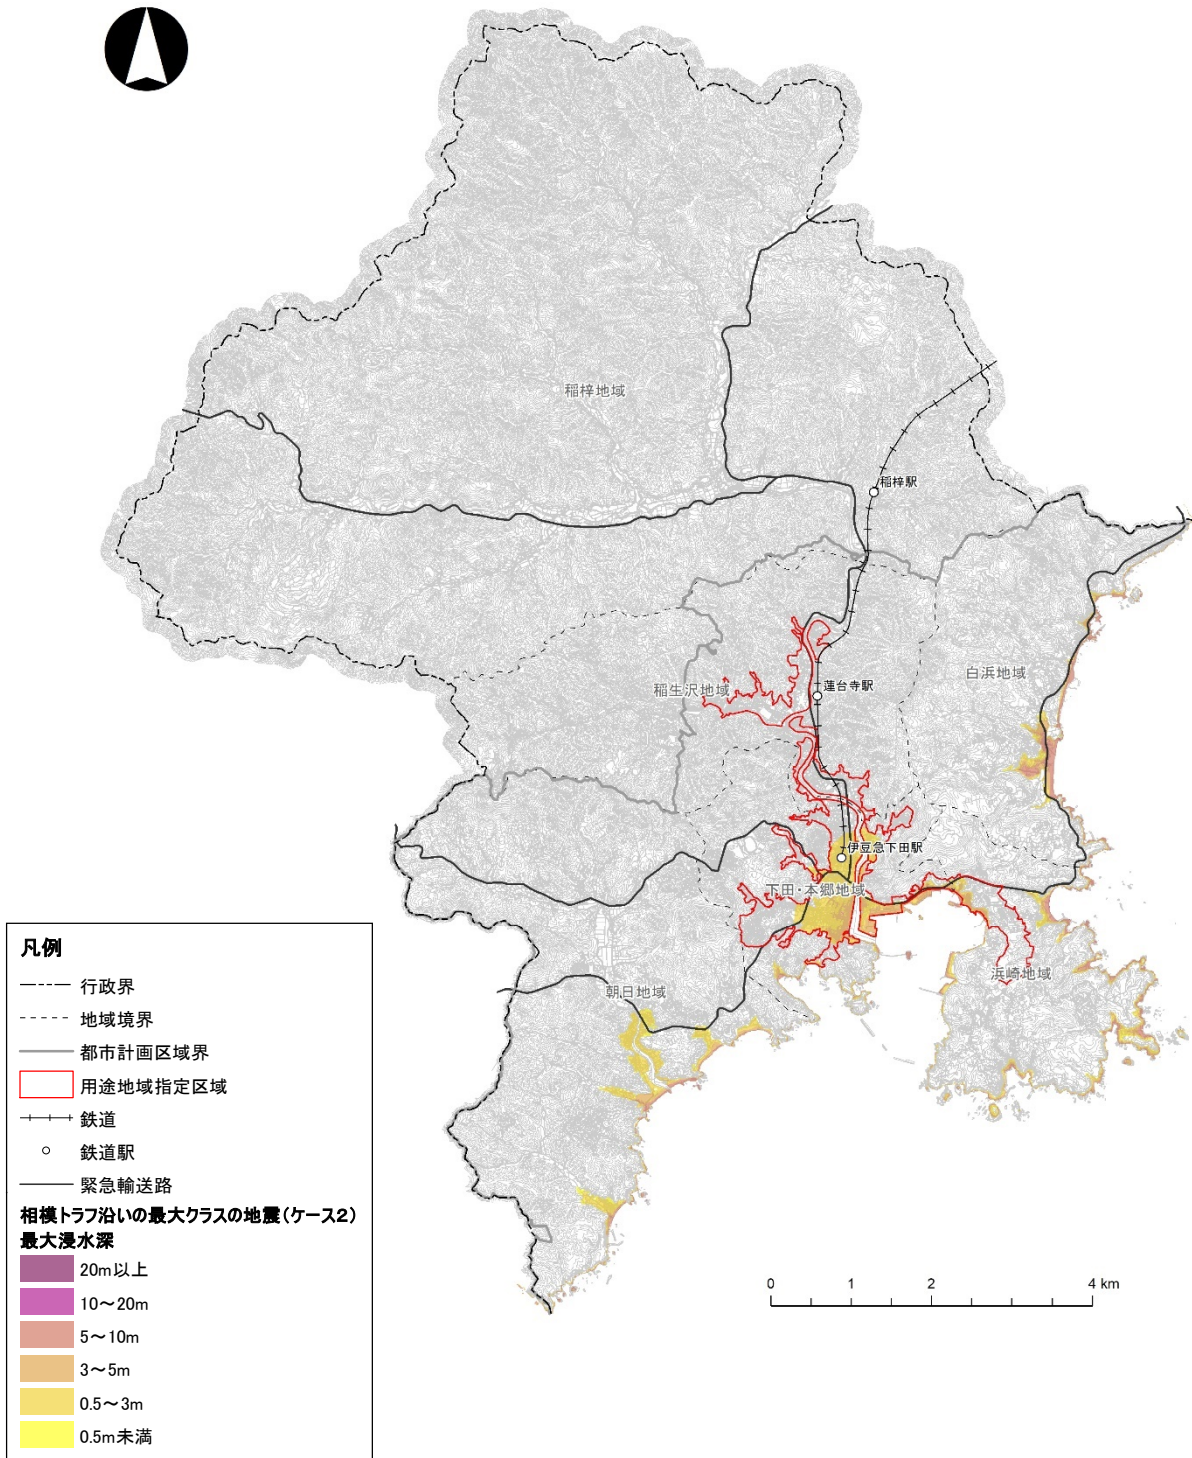 稲梓地域
稲梓駅
白浜地域
稲生沢地域
蓮台寺駅
伊豆急下田駅
下田・本郷地域
浜崎地域
朝日地域
凡例
行政界
地域境界
都市計画区域界
用途地域指定区域
鉄道
鉄道駅
緊急輸送路
相模トラフ沿いの最大クラスの地震(ケース2)
最大浸水深
20m以上
10～20m
5～10m
3～5m
0.5～3m
0.5m未満
0 1 2 4 km